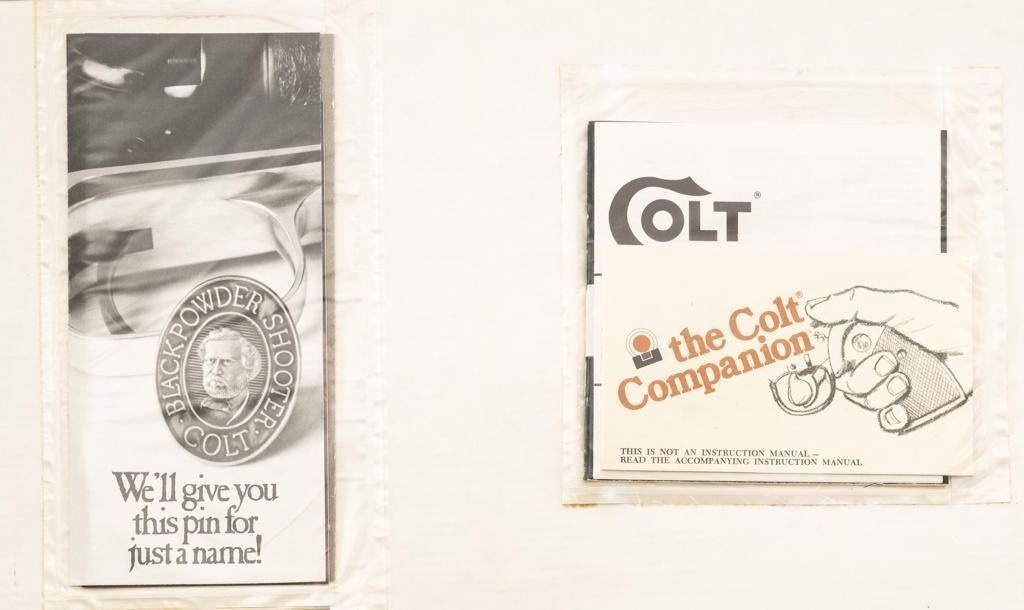 BLACKPOWDER SHOOTER
· COLT ·
We'll give you
this pin for
just a name!
COLT®
the Colt®
Companion
THIS IS NOT AN INSTRUCTION MANUAL –
READ THE ACCOMPANYING INSTRUCTION MANUAL